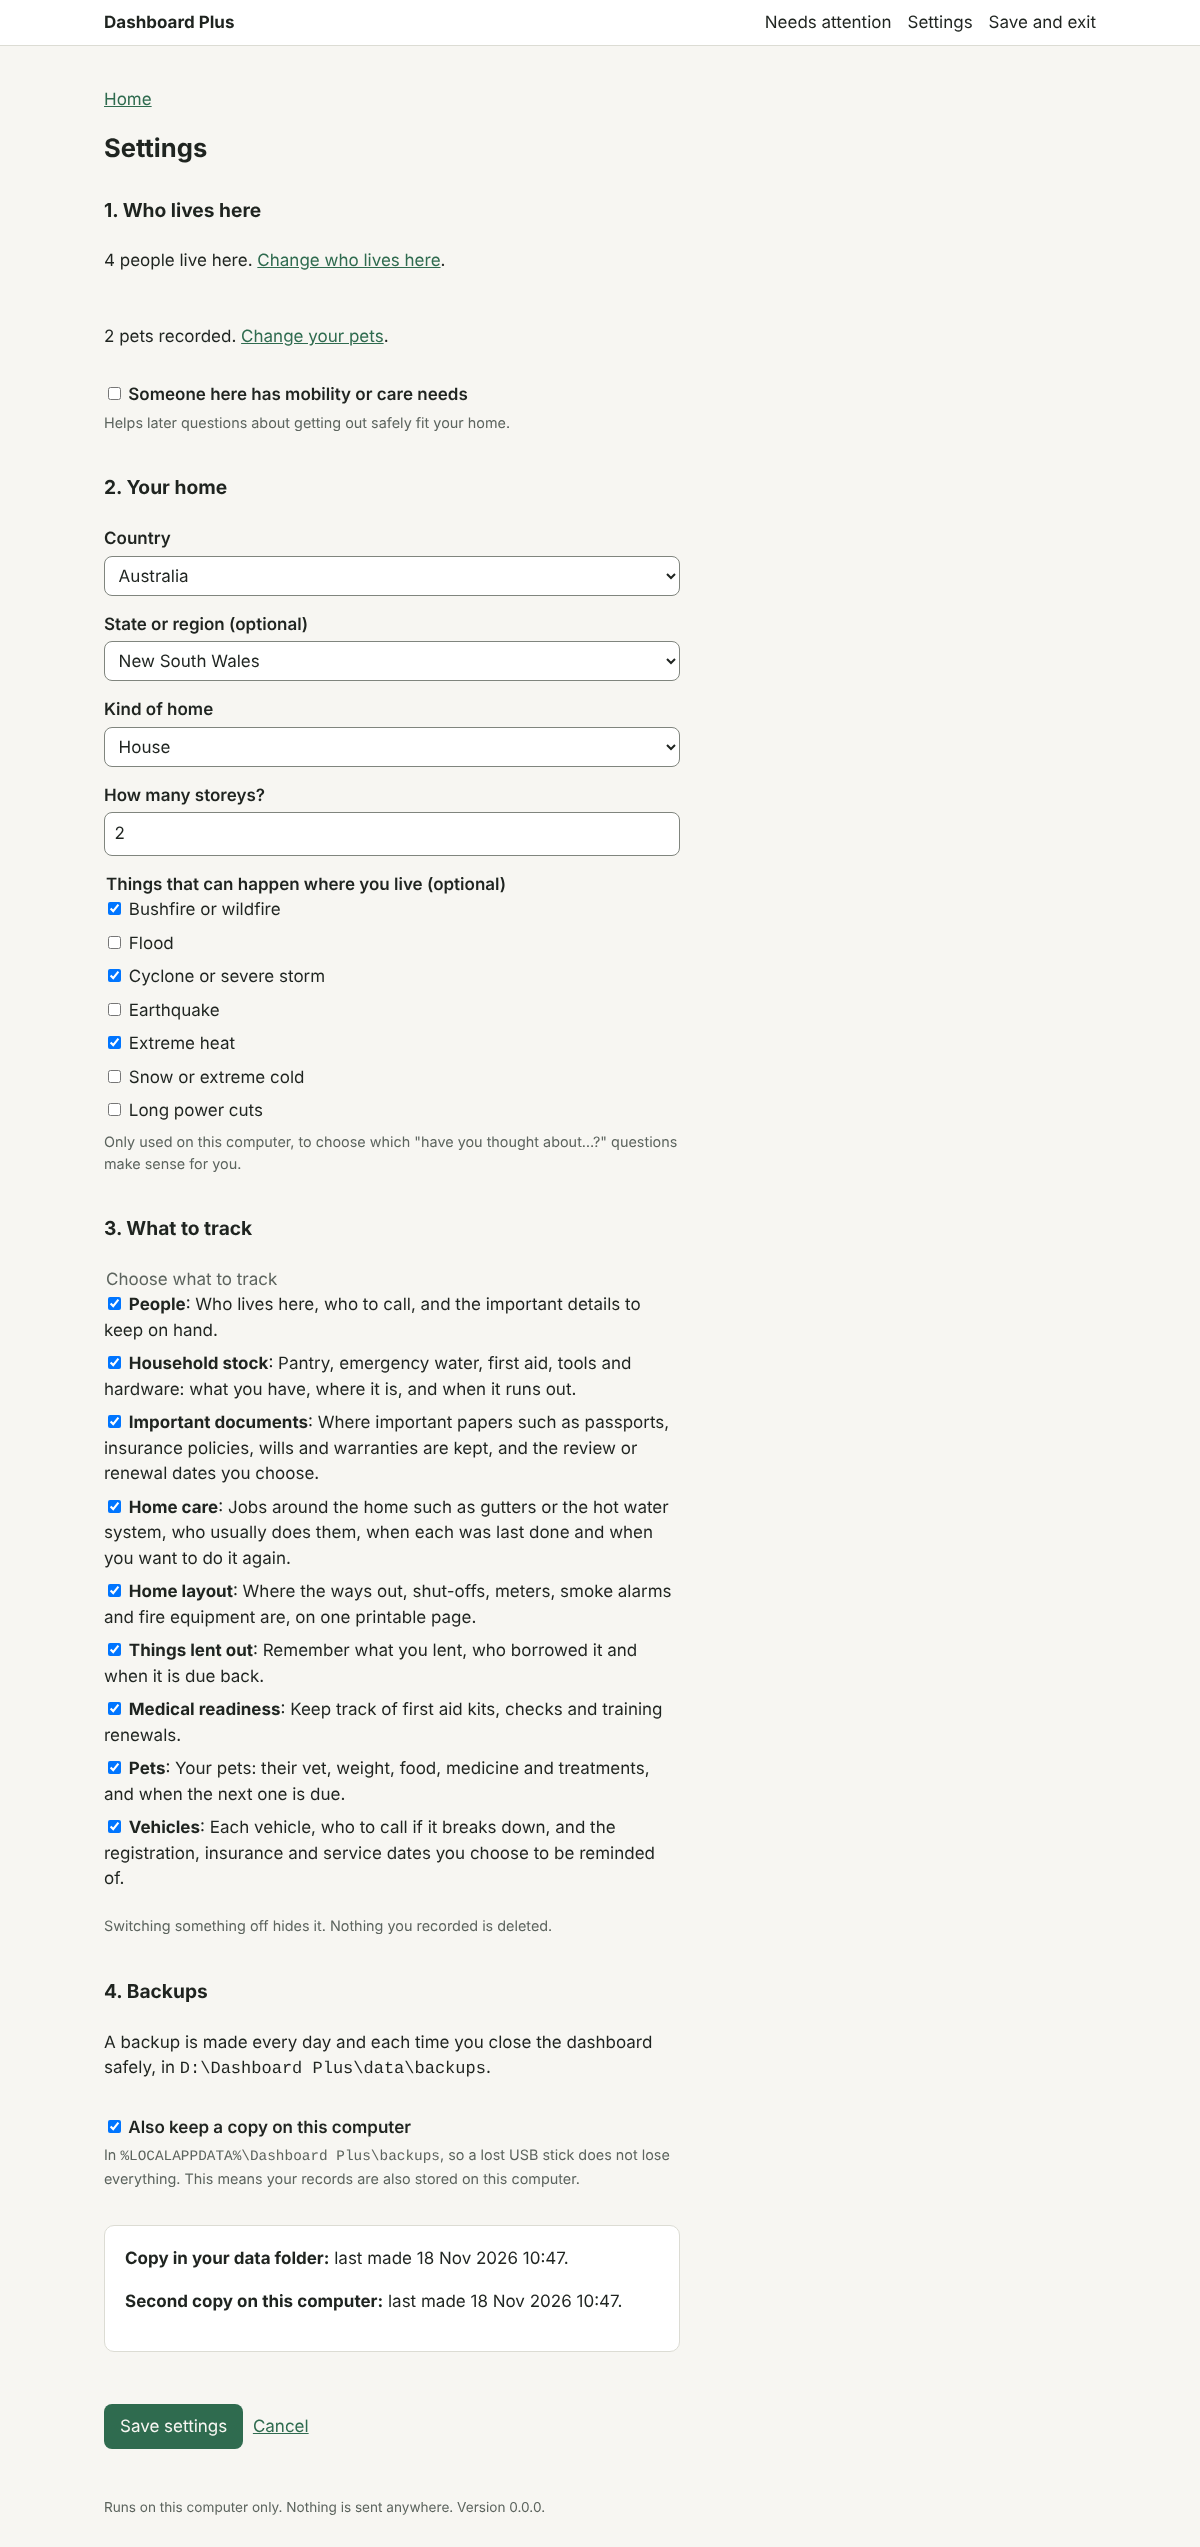 Dashboard Plus
Needs attention Settings Save and exit
Home
Settings
1. Who lives here
4 people live here. Change who lives here.
2 pets recorded. Change your pets.
Someone here has mobility or care needs
Helps later questions about getting out safely fit your home.
2. Your home
Country
Australia
State or region (optional)
New South Wales
Kind of home
House
How many storeys?
2
Things that can happen where you live (optional)
Bushfire or wildfire
Flood
Cyclone or severe storm
Earthquake
Extreme heat
Snow or extreme cold
Long power cuts
Only used on this computer, to choose which "have you thought about...?" questions
make sense for you.
3. What to track
Choose what to track
People: Who lives here, who to call, and the important details to
keep on hand.
Household stock: Pantry, emergency water, first aid, tools and
hardware: what you have, where it is, and when it runs out.
Important documents: Where important papers such as passports,
insurance policies, wills and warranties are kept, and the review or
renewal dates you choose.
Home care: Jobs around the home such as gutters or the hot water
system, who usually does them, when each was last done and when
you want to do it again.
Home layout: Where the ways out, shut-offs, meters, smoke alarms
and fire equipment are, on one printable page.
Things lent out: Remember what you lent, who borrowed it and
when it is due back.
Medical readiness: Keep track of first aid kits, checks and training
renewals.
Pets: Your pets: their vet, weight, food, medicine and treatments,
and when the next one is due.
Vehicles: Each vehicle, who to call if it breaks down, and the
registration, insurance and service dates you choose to be reminded
of.
Switching something off hides it. Nothing you recorded is deleted.
4. Backups
A backup is made every day and each time you close the dashboard
safely, in D:\Dashboard Plus\data\backups.
Also keep a copy on this computer
In %LOCALAPPDATA%\Dashboard Plus\backups, so a lost USB stick does not lose
everything. This means your records are also stored on this computer.
Copy in your data folder: last made 18 Nov 2026 10:47.
Second copy on this computer: last made 18 Nov 2026 10:47.
Save settings Cancel
Runs on this computer only. Nothing is sent anywhere. Version 0.0.0.